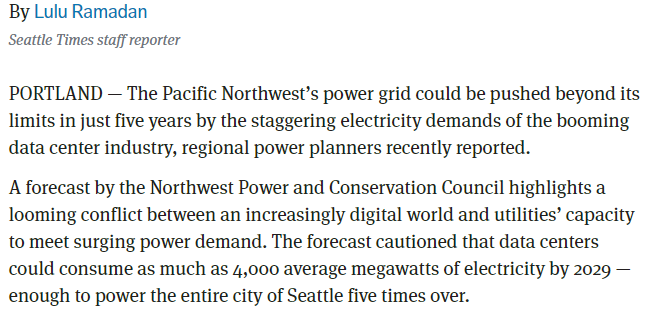 By Lulu Ramadan
Seattle Times staff reporter
PORTLAND — The Pacific Northwest’s power grid could be pushed beyond its
limits in just five years by the staggering electricity demands of the booming
data center industry, regional power planners recently reported.
A forecast by the Northwest Power and Conservation Council highlights a
looming conflict between an increasingly digital world and utilities’ capacity
to meet surging power demand. The forecast cautioned that data centers
could consume as much as 4,000 average megawatts of electricity by 2029 —
enough to power the entire city of Seattle five times over.